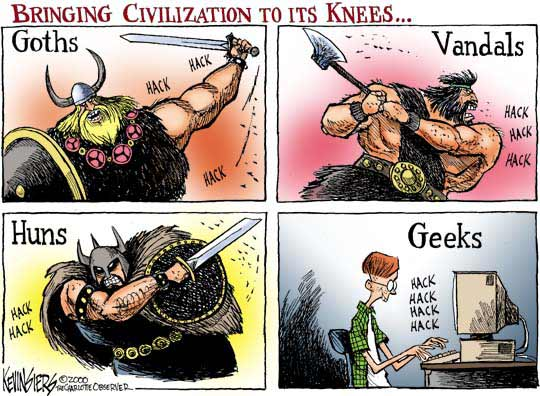 BRINGING CIVILIZATION TO ITS KNEES...
Goths
HACK
HACK
HACK
Vandals
HACK
HACK
HACK
Huns
HACK
HACK
Geeks
HACK
HACK
HACK
HACK
KEVIN SIERS ©2000
THE CHARLOTTE OBSERVER